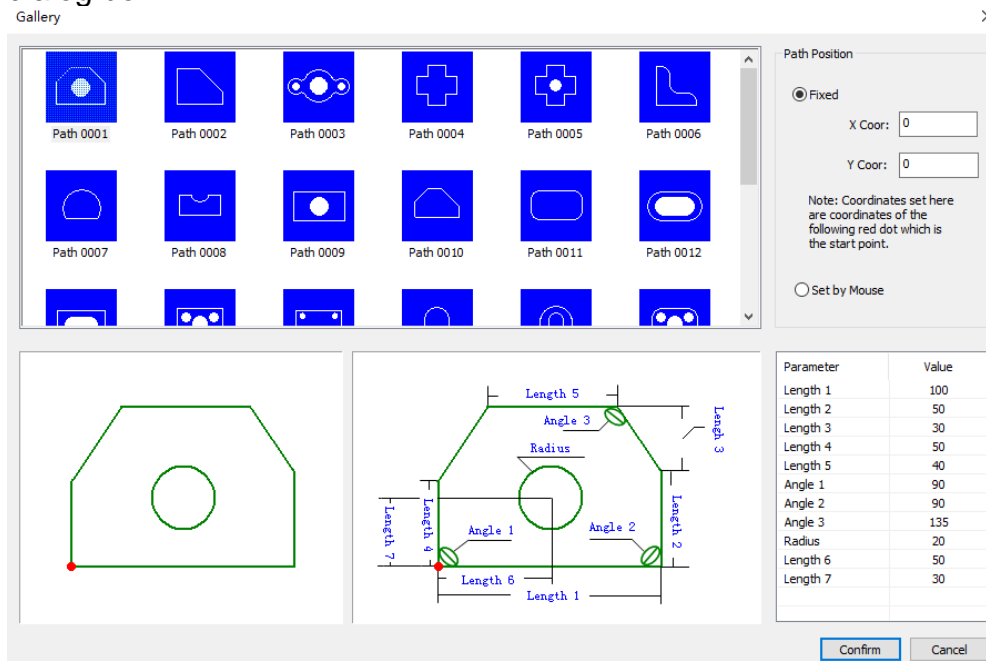 Gallery
Path 0001 Path 0002 Path 0003 Path 0004 Path 0005 Path 0006
Path 0007 Path 0008 Path 0009 Path 0010 Path 0011 Path 0012
Path Position
Fixed
X Coor: 0
Y Coor: 0
Note: Coordinates set here
are coordinates of the
following red dot which is
the start point.
Set by Mouse
Length 5
Angle 3
Lengh 3
Radius
Length 7
Length 4
Angle 1
Angle 2
Length 2
Length 6
Length 1
Parameter Value
Length 1 100
Length 2 50
Length 3 30
Length 4 50
Length 5 40
Angle 1 90
Angle 2 90
Angle 3 135
Radius 20
Length 6 50
Length 7 30
Confirm Cancel